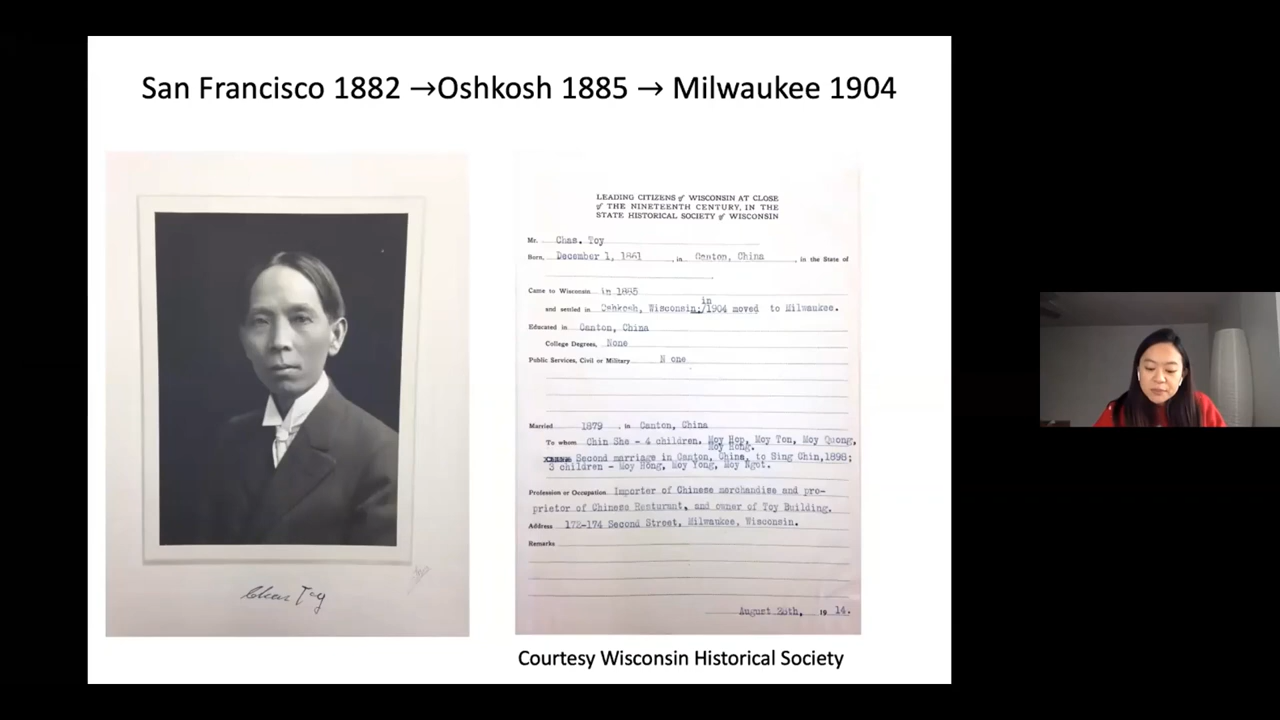 San Francisco 1882 →Oshkosh 1885 → Milwaukee 1904
Chas Toy
LEADING CITIZENS of WISCONSIN AT CLOSE
of THE NINETEENTH CENTURY, IN THE
STATE HISTORICAL SOCIETY of WISCONSIN
Mr. Chas. Toy
Born, December 1, 1861, in Canton, China, in the State of
Came to Wisconsin in 1885
in
and settled in Oshkosh, Wisconsin:/1904 moved to Milwaukee.
Educated in Canton, China
College Degrees, None
Public Services, Civil or Military N one
Married 1879, in Canton, China
To whom Chin She - 4 children. Moy Hop, Moy Ton, Moy Quong,
Moy Hong.
Second marriage in Canton, China, to Sing Chin, 1898;
3 children - Moy Hong, Moy Yong, Moy Ngot.
Profession or Occupation Importer of Chinese merchandise and pro-
prietor of Chinese Resturant, and owner of Toy Building.
Address 172-174 Second Street, Milwaukee, Wisconsin.
Remarks
August th, 19 14.
Courtesy Wisconsin Historical Society